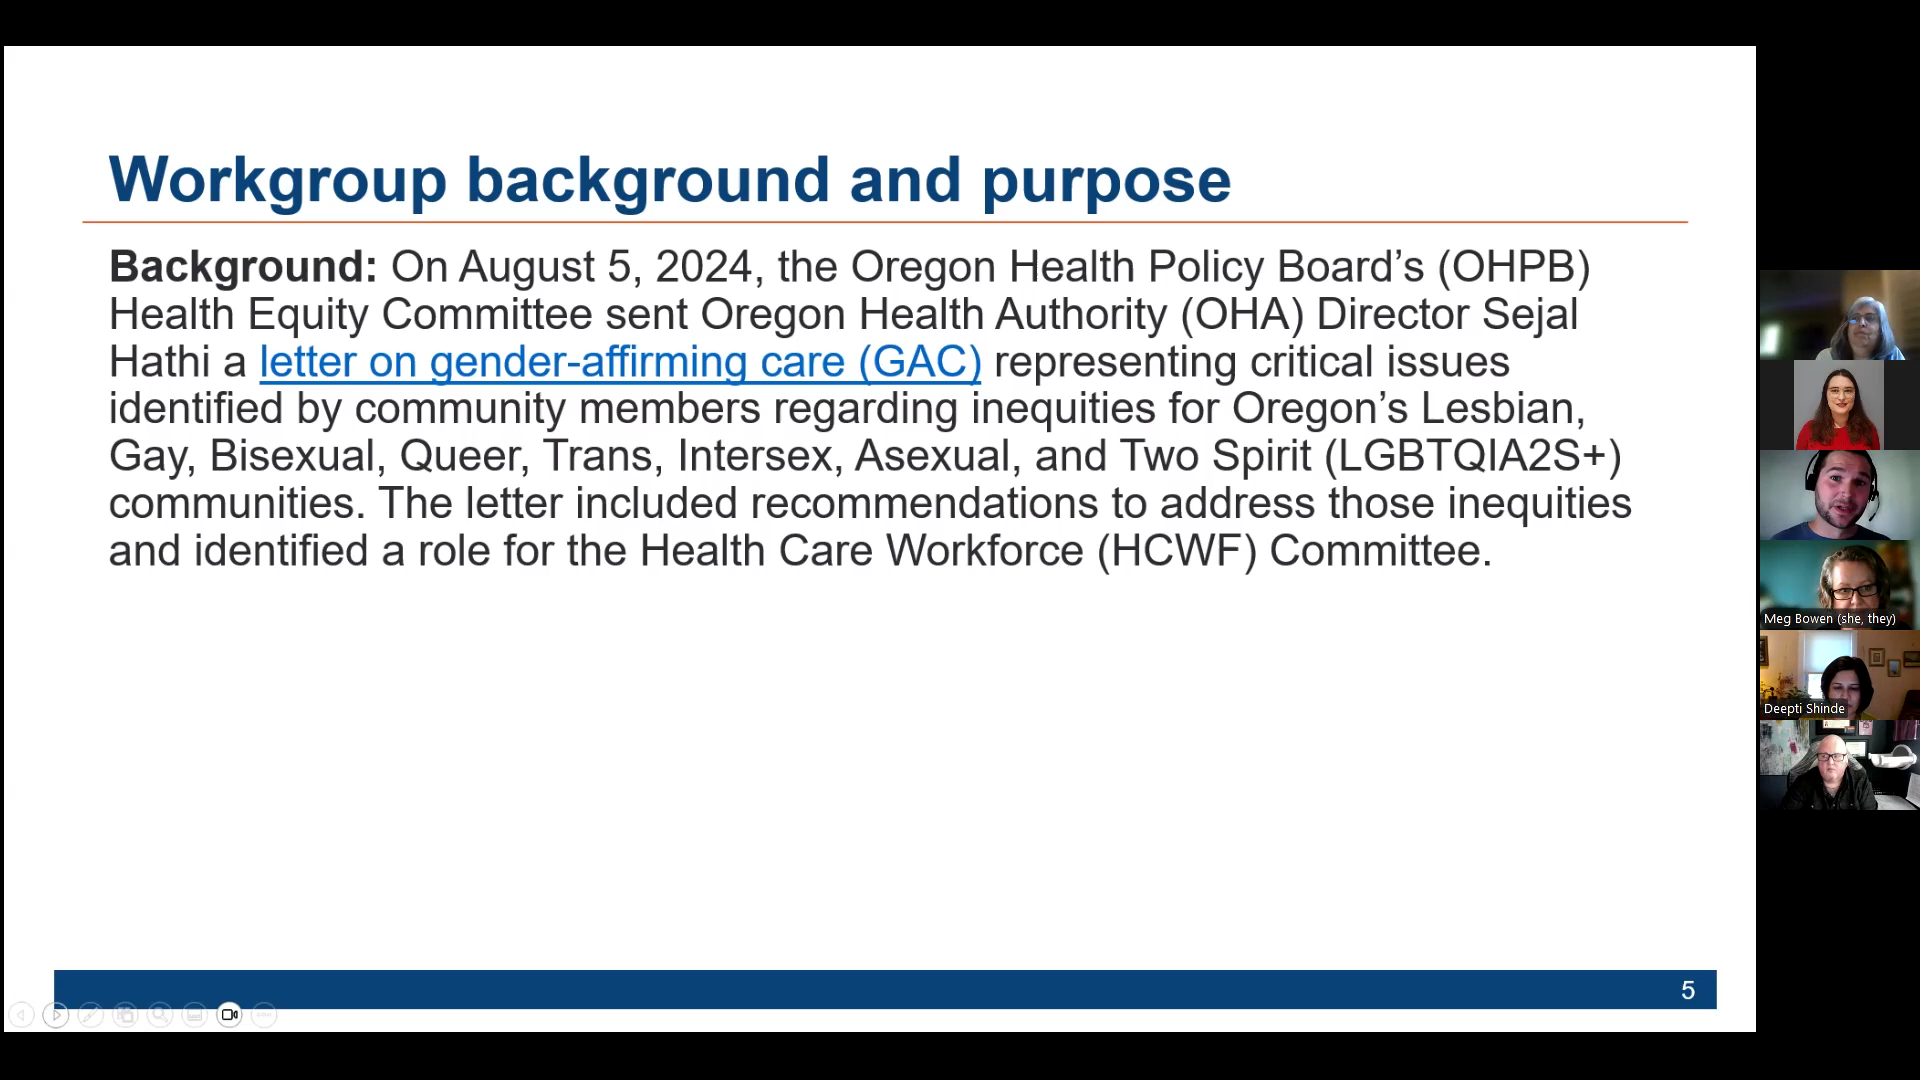 Workgroup background and purpose
Background: On August 5, 2024, the Oregon Health Policy Board’s (OHPB)
Health Equity Committee sent Oregon Health Authority (OHA) Director Sejal
Hathi a letter on gender-affirming care (GAC) representing critical issues
identified by community members regarding inequities for Oregon’s Lesbian,
Gay, Bisexual, Queer, Trans, Intersex, Asexual, and Two Spirit (LGBTQIA2S+)
communities. The letter included recommendations to address those inequities
and identified a role for the Health Care Workforce (HCWF) Committee.
5
Meg Bowen (she, they)
Deepti Shinde